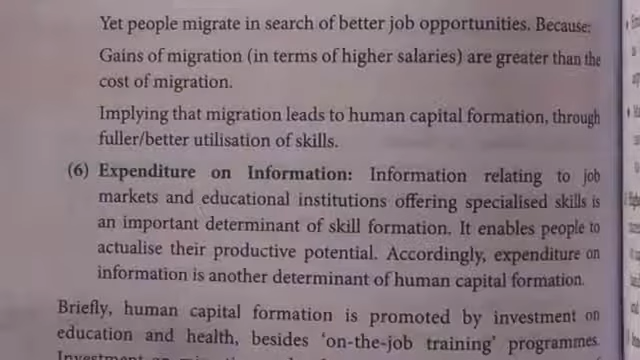 Yet people migrate in search of better job opportunities. Because:
Gains of migration (in terms of higher salaries) are greater than the
cost of migration.
Implying that migration leads to human capital formation, through
fuller/better utilisation of skills.
(6) Expenditure on Information: Information relating to job
markets and educational institutions offering specialised skills is
an important determinant of skill formation. It enables people to
actualise their productive potential. Accordingly, expenditure on
information is another determinant of human capital formation.
Briefly, human capital formation is promoted by investment on
education and health, besides 'on-the-job training' programmes.
Investment on